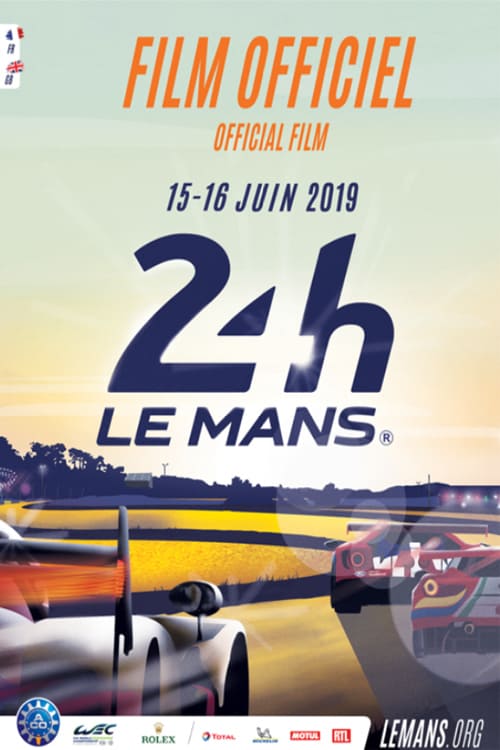 FR
GB
FILM OFFICIEL
OFFICIAL FILM
15-16 JUIN 2019
24h
LE MANS®
ACO
WEC
ROLEX
TOTAL
MICHELIN
MOTUL
RTL
LEMANS.ORG